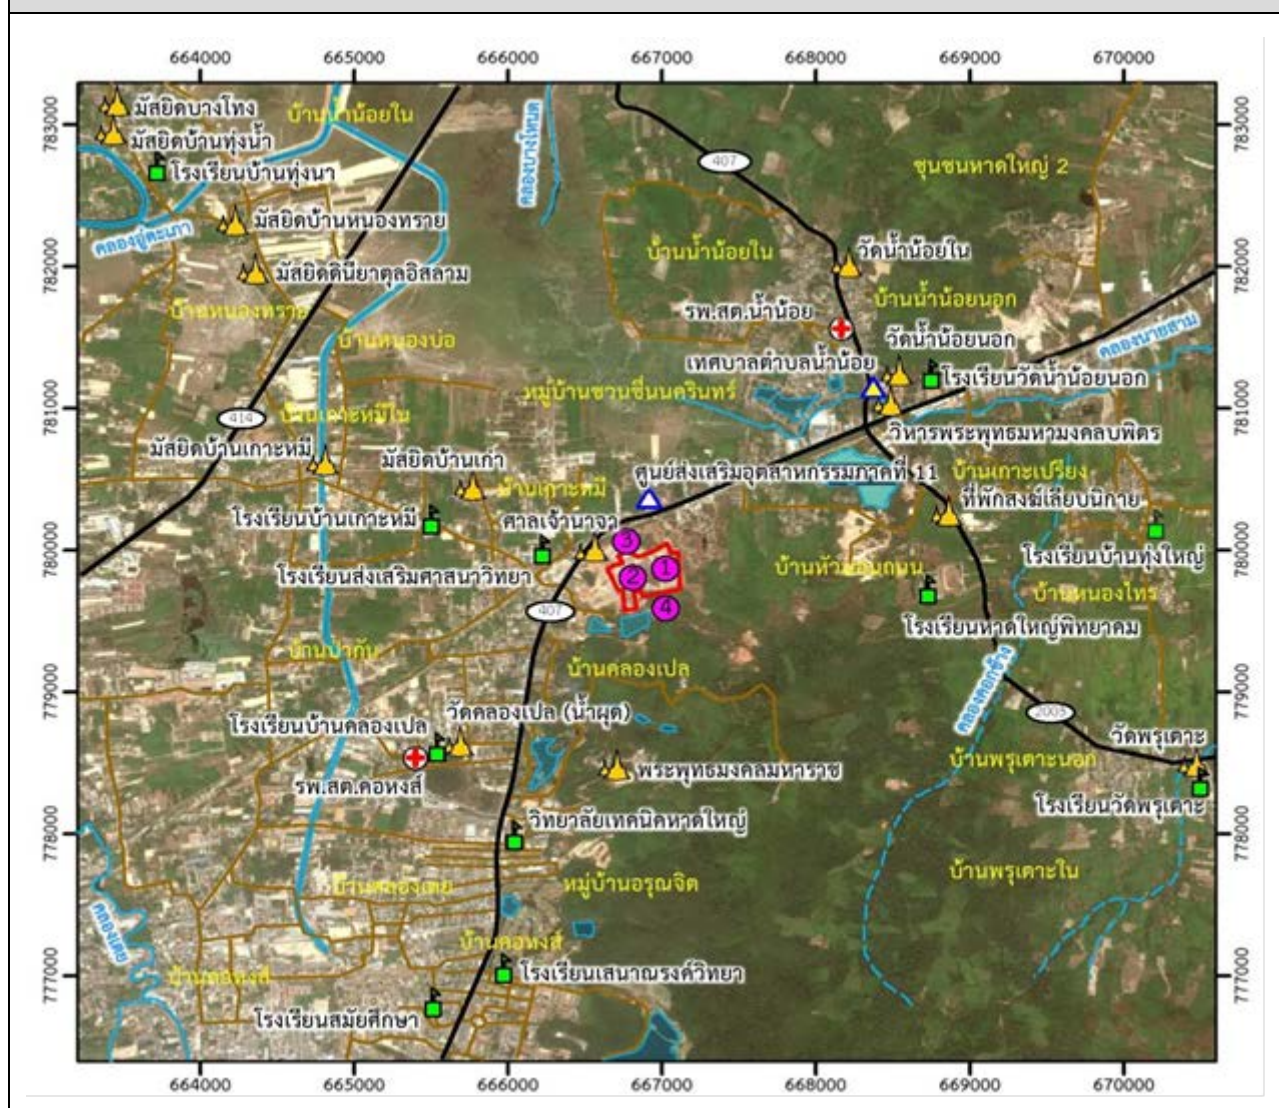 664000 665000 666000 667000 668000 669000 670000
783000
783000
มัสยิดบางโทง
บ้านน้ำน้อยใน
มัสยิดบ้านทุ่งน้ำ
โรงเรียนบ้านทุ่งนา
คลองบางโหนด
407
ชุมชนหาดใหญ่ 2
มัสยิดบ้านหนองทราย
คลองอู่ตะเภา
782000
782000
บ้านน้ำน้อยใน
วัดน้ำน้อยใน
มัสยิดดินียาตุลอิสลาม
บ้านหนองทราย
รพ.สต.น้ำน้อย
บ้านน้ำน้อยนอก
บ้านหนองบ่อ
วัดน้ำน้อยนอก
คลองนายสาม
เทศบาลตำบลน้ำน้อย
โรงเรียนวัดน้ำน้อยนอก
หมู่บ้านชวนชื่นนครินทร์
781000
781000
414
บ้านเกาะหมีใน
วิหารพระพุทธมหามงคลบพิตร
มัสยิดบ้านเกาะหมี
มัสยิดบ้านเก่า
ศูนย์ส่งเสริมอุตสาหกรรมภาคที่ 11
บ้านเกาะเปรียง
บ้านเกาะหมี
ที่พักสงฆ์เลียบนิกาย
โรงเรียนบ้านเกาะหมี
ศาลเจ้านาจา
780000
780000
3
โรงเรียนบ้านทุ่งใหญ่
โรงเรียนส่งเสริมศาสนาวิทยา
1
2
บ้านหัวนอนถนน
บ้านหนองไทร
407
4
โรงเรียนหาดใหญ่พิทยาคม
บ้านป่ากัน
บ้านคลองเปล
คลองคอกช้าง
779000
779000
โรงเรียนบ้านคลองเปล
วัดคลองเปล (น้ำผุด)
2003
วัดพรุเตาะ
บ้านพรุเตาะนอก
รพ.สต.คอหงส์
พระพุทธมงคลมหาราช
โรงเรียนวัดพรุเตาะ
วิทยาลัยเทคนิคหาดใหญ่
778000
778000
บ้านคลองเตย
หมู่บ้านอรุณจิต
บ้านพรุเตาะใน
คลองเตย
บ้านคอหงส์
บ้านคอหงส์
777000
777000
โรงเรียนเสนาณรงค์วิทยา
โรงเรียนสมัยศึกษา
664000 665000 666000 667000 668000 669000 670000